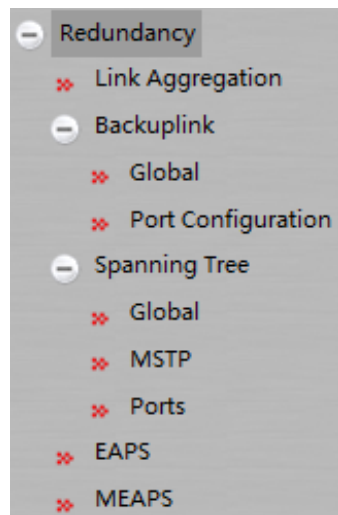 Redundancy
Link Aggregation
Backuplink
Global
Port Configuration
Spanning Tree
Global
MSTP
Ports
EAPS
MEAPS